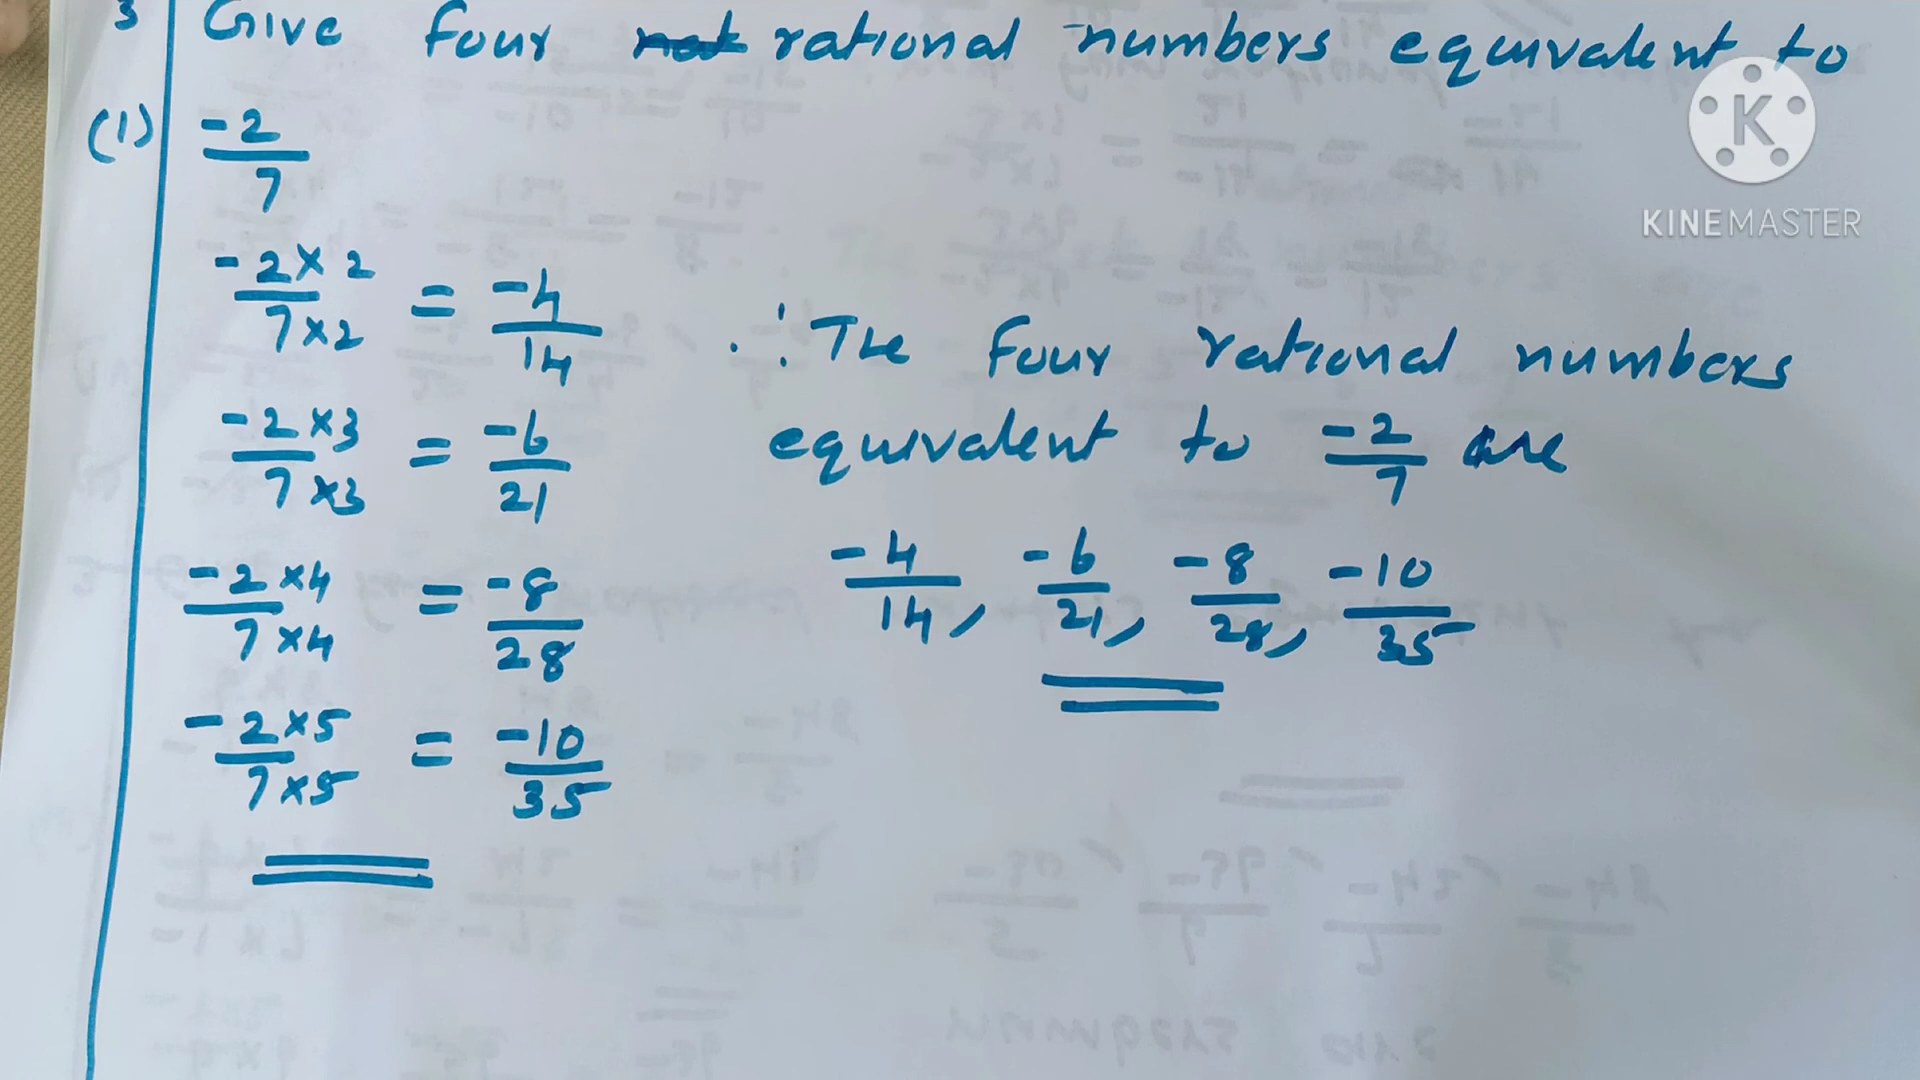 3 Give four rational numbers equivalent to
(1) -2/7
-2×2/7×2 = -4/14
-2×3/7×3 = -6/21
-2×4/7×4 = -8/28
-2×5/7×5 = -10/35
∴ The four rational numbers
equivalent to -2/7 are
-4/14, -6/21, -8/28, -10/35
K
KINEMASTER